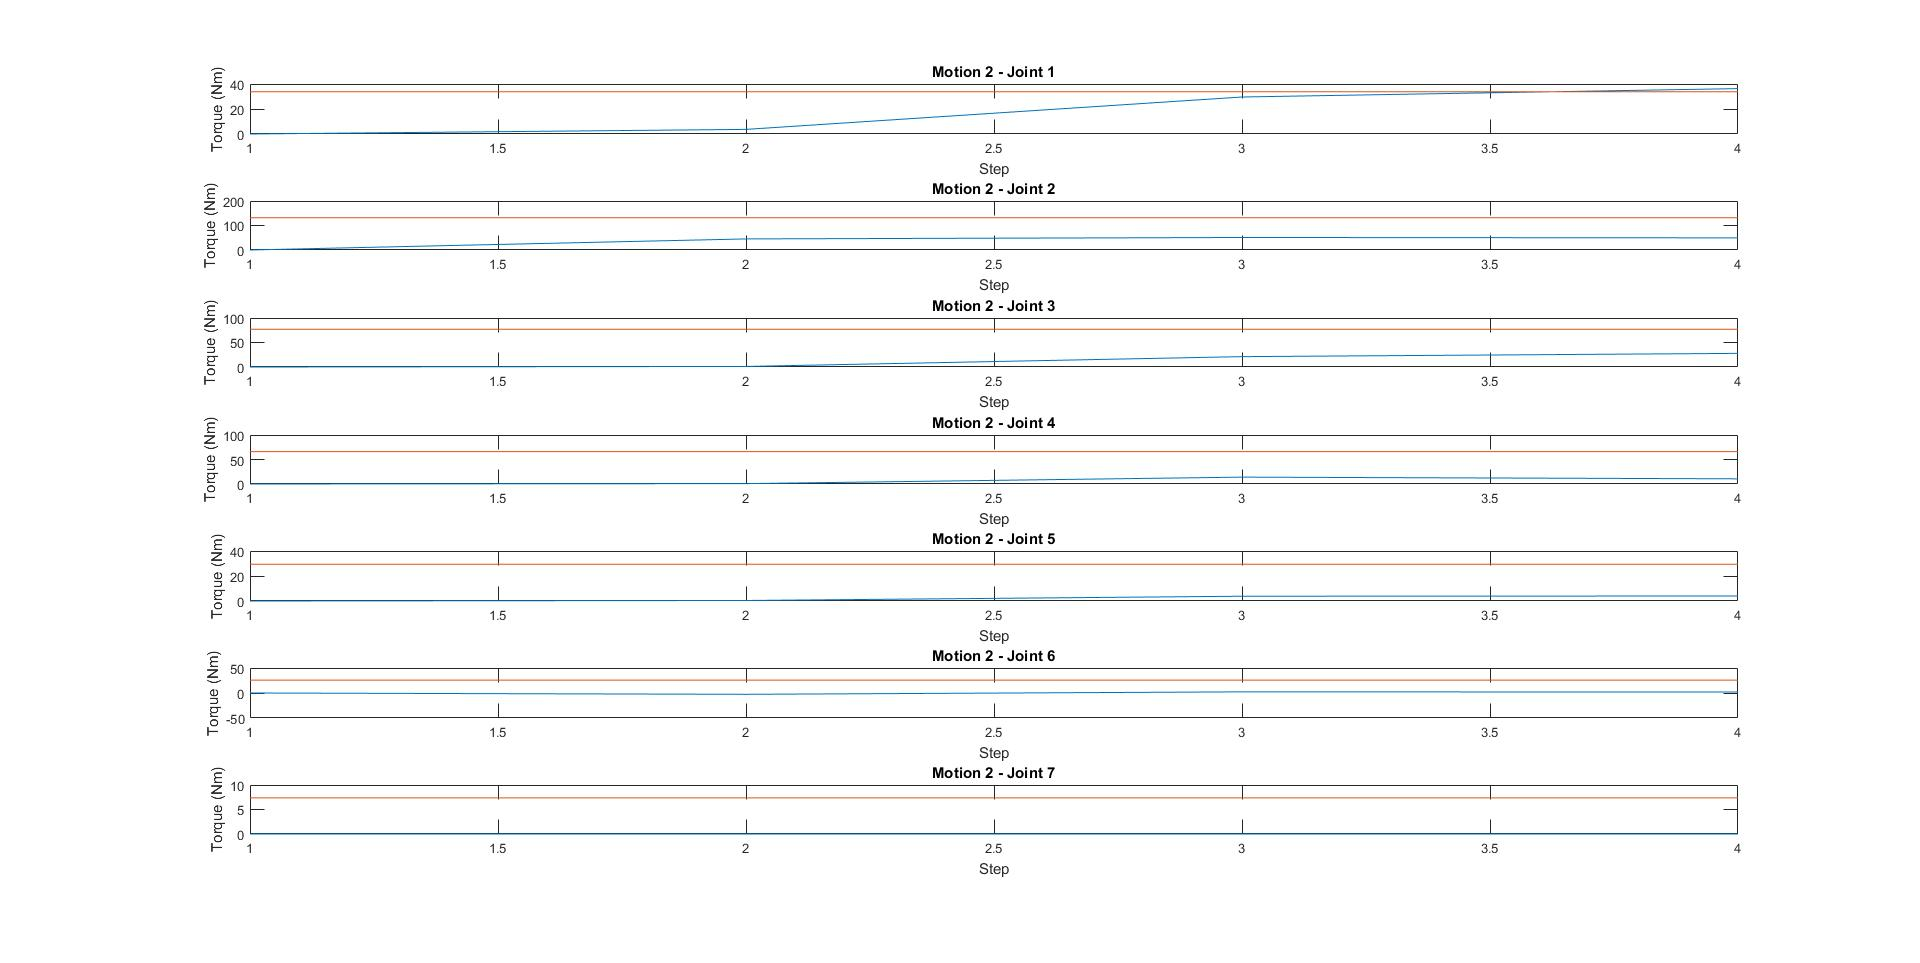 Motion 2 - Joint 1
Torque (Nm)
40
20
0
1 1.5 2 2.5 3 3.5 4
Step
Motion 2 - Joint 2
Torque (Nm)
200
100
0
1 1.5 2 2.5 3 3.5 4
Step
Motion 2 - Joint 3
Torque (Nm)
100
50
0
1 1.5 2 2.5 3 3.5 4
Step
Motion 2 - Joint 4
Torque (Nm)
100
50
0
1 1.5 2 2.5 3 3.5 4
Step
Motion 2 - Joint 5
Torque (Nm)
40
20
0
1 1.5 2 2.5 3 3.5 4
Step
Motion 2 - Joint 6
Torque (Nm)
50
0
-50
1 1.5 2 2.5 3 3.5 4
Step
Motion 2 - Joint 7
Torque (Nm)
10
5
0
1 1.5 2 2.5 3 3.5 4
Step